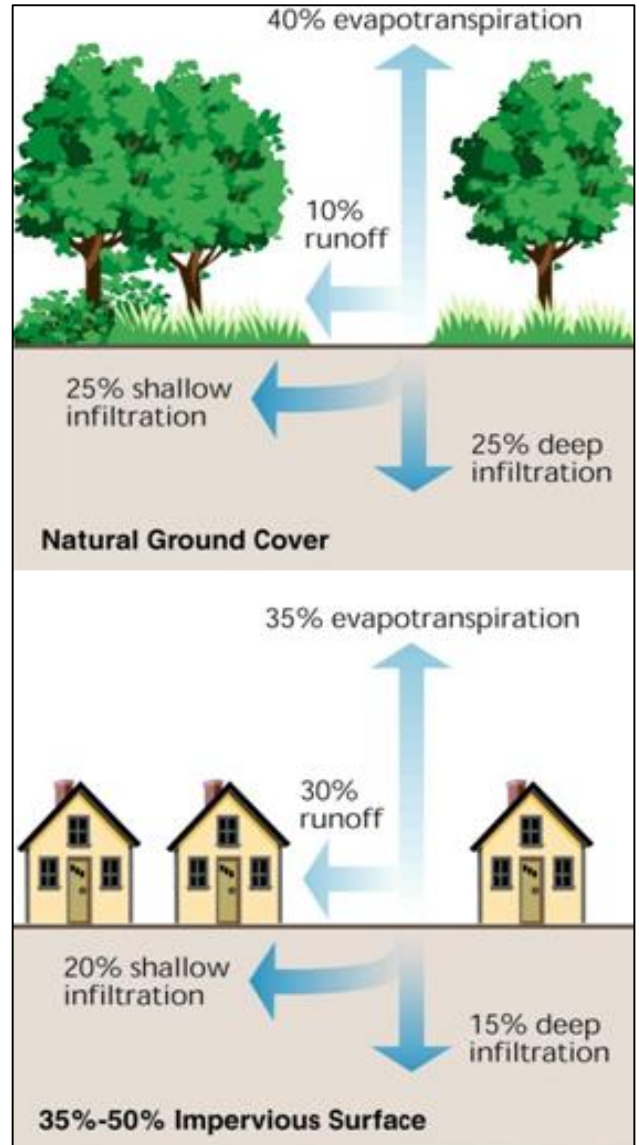 40% evapotranspiration
10%
runoff
25% shallow
infiltration
25% deep
infiltration
Natural Ground Cover
35% evapotranspiration
30%
runoff
20% shallow
infiltration
15% deep
infiltration
35%-50% Impervious Surface